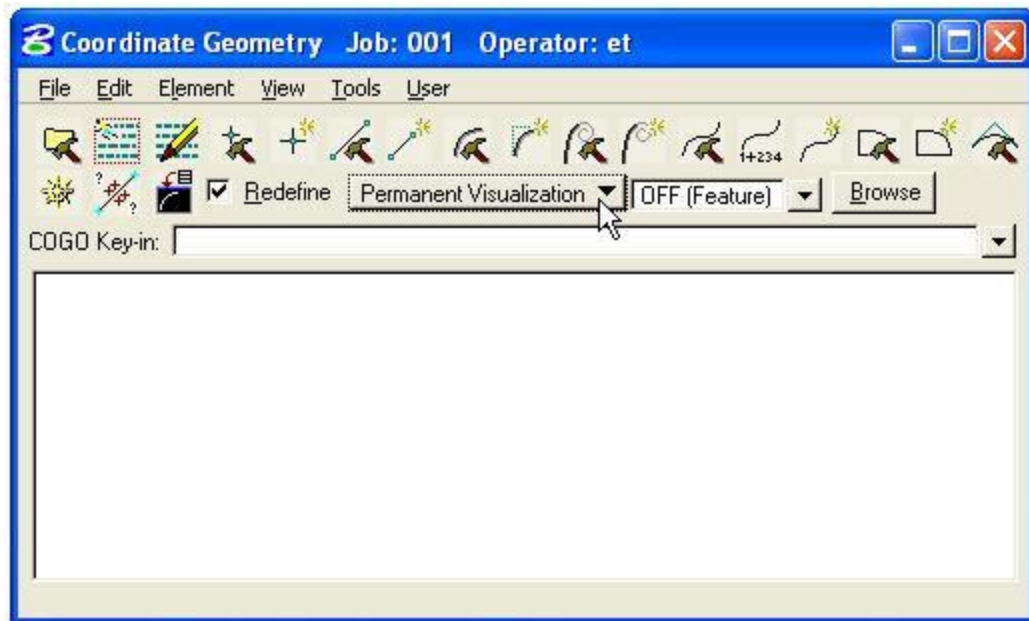 Coordinate Geometry Job: 001 Operator: et
File Edit Element View Tools User
1+234
? ? Redefine Permanent Visualization OFF (Feature) Browse
COGO Key-in: